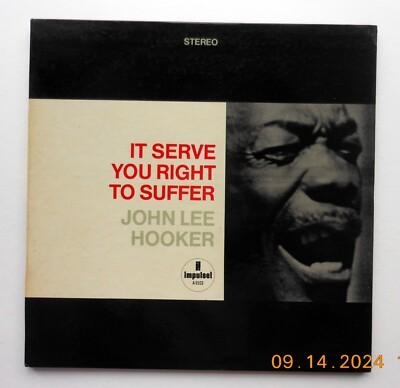 STEREO
IT SERVE
YOU RIGHT
TO SUFFER
JOHN LEE
HOOKER
impulse!
09.14.2024